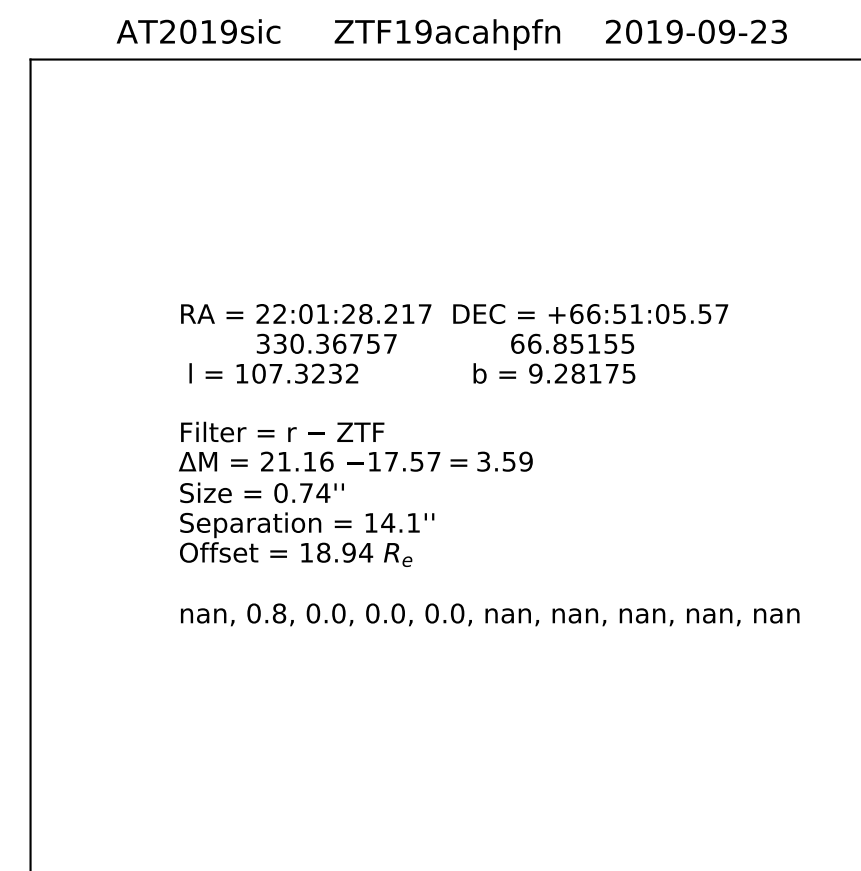 AT2019sic ZTF19acahpfn 2019-09-23
RA = 22:01:28.217 DEC = +66:51:05.57
330.36757 66.85155
l = 107.3232 b = 9.28175
Filter = r − ZTF
ΔM = 21.16 −17.57 = 3.59
Size = 0.74''
Separation = 14.1''
Offset = 18.94 Rₑ
nan, 0.8, 0.0, 0.0, 0.0, nan, nan, nan, nan, nan